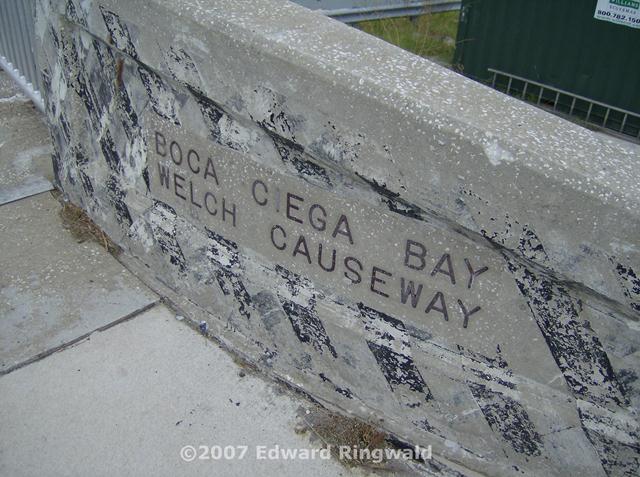 BOCA CIEGA BAY
WELCH CAUSEWAY
©2007 Edward Ringwald